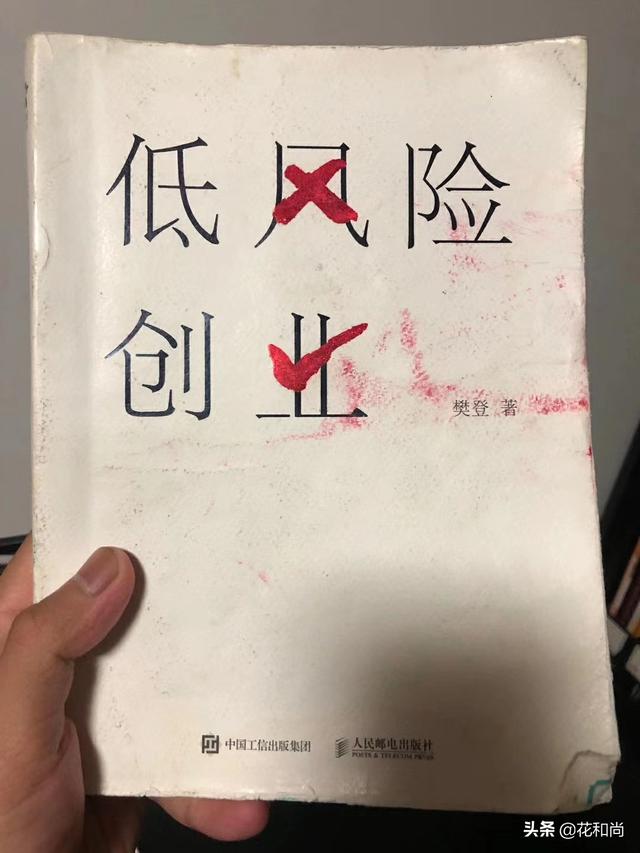 低风险
创业
樊登 著
中国工信出版集团
人民邮电出版社
POSTS & TELECOM PRESS
头条 @花和尚